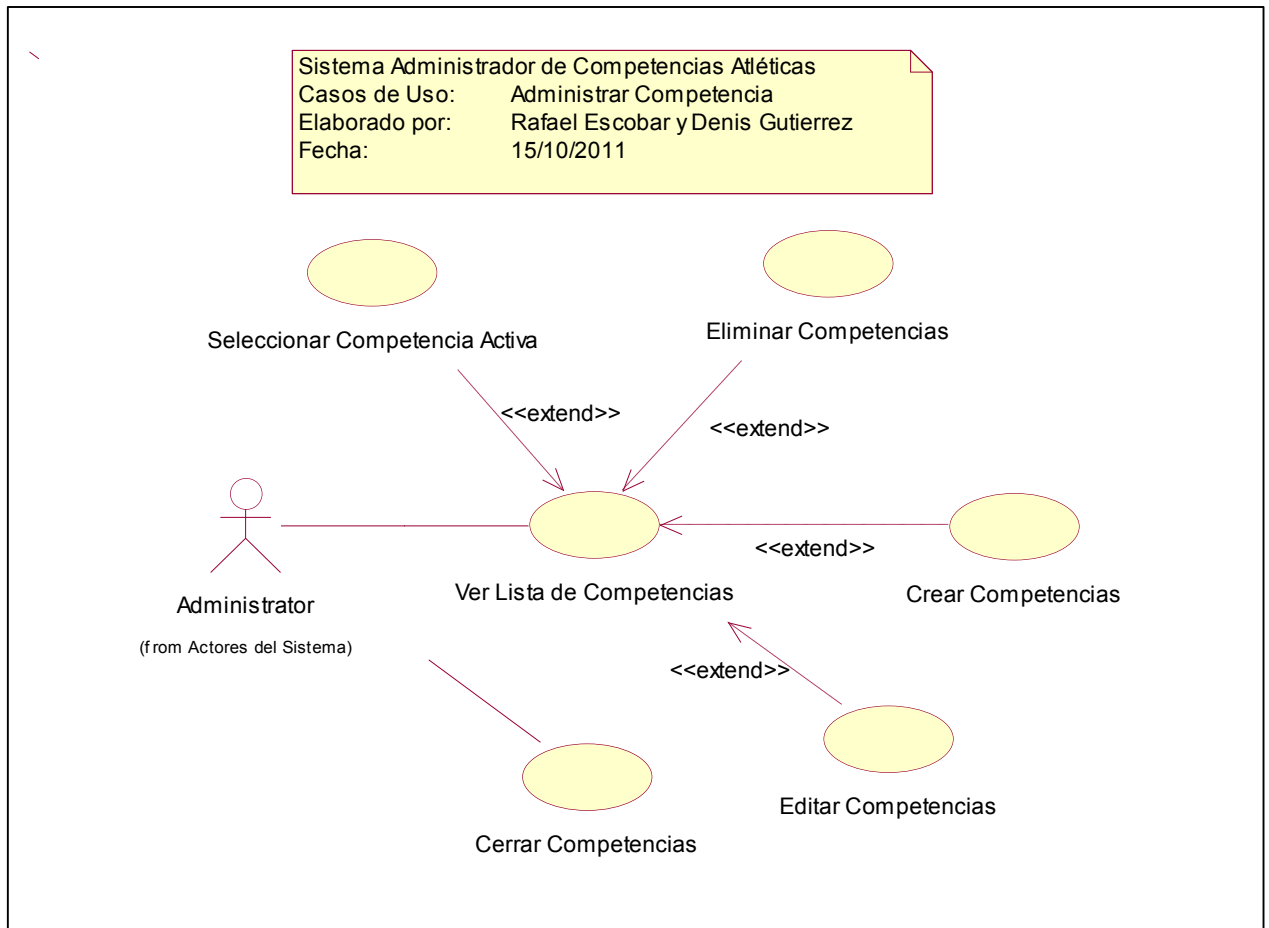 Sistema Administrador de Competencias Atléticas
Casos de Uso: Administrar Competencia
Elaborado por: Rafael Escobar y Denis Gutierrez
Fecha: 15/10/2011
Seleccionar Competencia Activa
Eliminar Competencias
<<extend>>
<<extend>>
<<extend>>
Administrator
(from Actores del Sistema)
Ver Lista de Competencias
Crear Competencias
<<extend>>
Editar Competencias
Cerrar Competencias